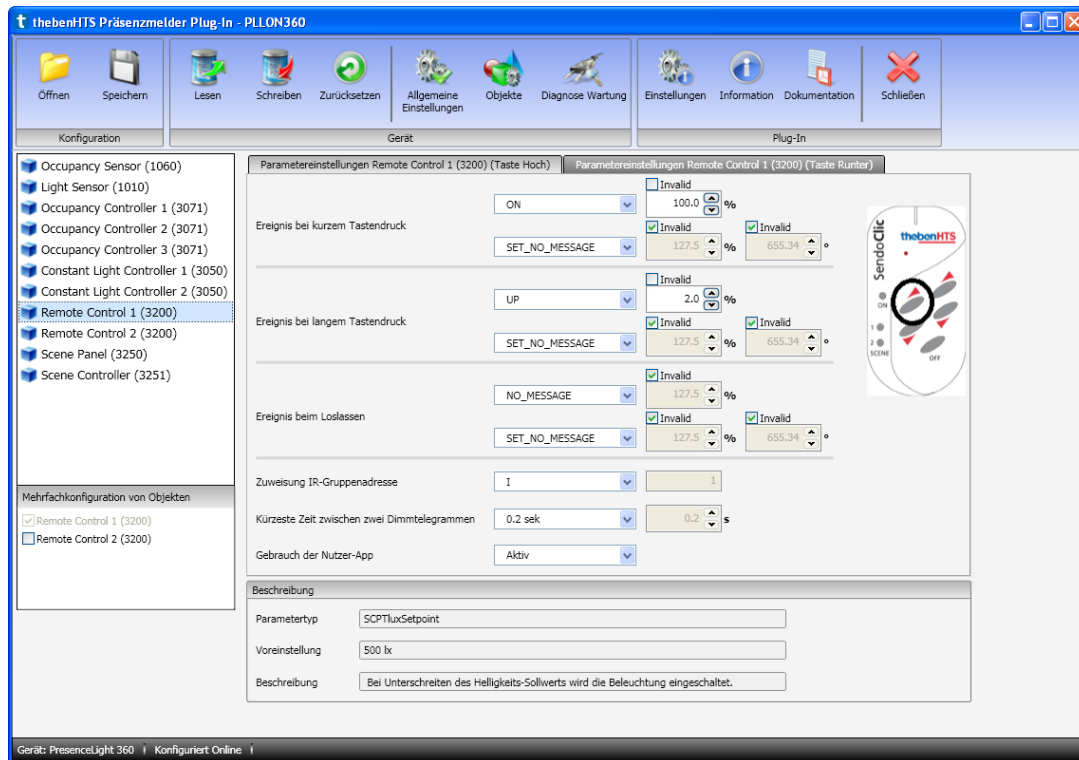 thebenHTS Präsenzmelder Plug-In - PLLON360
Öffnen Speichern Lesen Schreiben Zurücksetzen Allgemeine Einstellungen Objekte Diagnose Wartung Einstellungen Information Dokumentation Schließen
Konfiguration Gerät Plug-In
Occupancy Sensor (1060)
Light Sensor (1010)
Occupancy Controller 1 (3071)
Occupancy Controller 2 (3071)
Occupancy Controller 3 (3071)
Constant Light Controller 1 (3050)
Constant Light Controller 2 (3050)
Remote Control 1 (3200)
Remote Control 2 (3200)
Scene Panel (3250)
Scene Controller (3251)
Mehrfachkonfiguration von Objekten
Remote Control 1 (3200)
Remote Control 2 (3200)
Parametereinstellungen Remote Control 1 (3200) (Taste Hoch) Parametereinstellungen Remote Control 1 (3200) (Taste Runter)
Invalid
ON 100.0 %
Ereignis bei kurzem Tastendruck
Invalid Invalid
SET_NO_MESSAGE 127.5 % 655.34 °
Invalid
UP 2.0 %
Ereignis bei langem Tastendruck
Invalid Invalid
SET_NO_MESSAGE 127.5 % 655.34 °
Invalid
NO_MESSAGE 127.5 %
Ereignis beim Loslassen
Invalid Invalid
SET_NO_MESSAGE 127.5 % 655.34 °
Zuweisung IR-Gruppenadresse I 1
Kürzeste Zeit zwischen zwei Dimmtelegrammen 0.2 sek 0.2 s
Gebrauch der Nutzer-App Aktiv
SendoClic
thebenHTS
ON
1
2
SCENE
OFF
Beschreibung
Parametertyp SCPTluxSetpoint
Voreinstellung 500 lx
Beschreibung Bei Unterschreiten des Helligkeits-Sollwerts wird die Beleuchtung eingeschaltet.
Gerät: PresenceLight 360 Konfiguriert Online